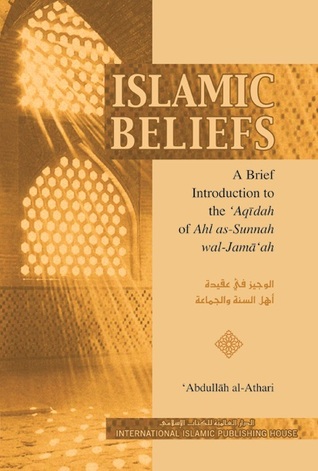 ISLAMIC
BELIEFS
A Brief
Introduction to
the ‘Aqīdah
of Ahl as-Sunnah
wal-Jamā‘ah
الوجيز في عقيدة
أهل السنة والجماعة
‘Abdullāh al-Athari
الدار العالمية للكتاب الإسلامي
INTERNATIONAL ISLAMIC PUBLISHING HOUSE